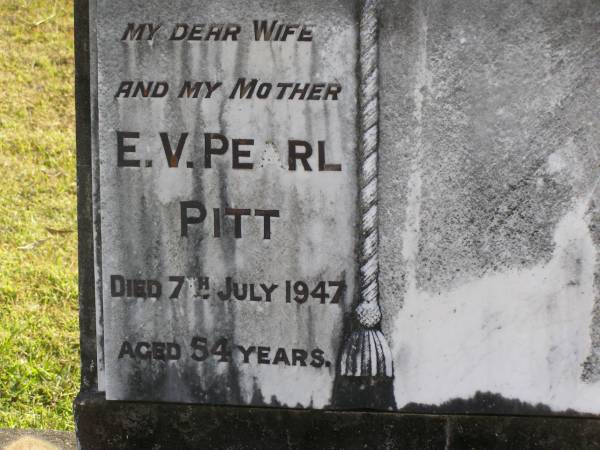 MY DEAR WIFE
AND MY MOTHER
E.V. PEARL
PITT
DIED 7TH JULY 1947
AGED 54 YEARS.